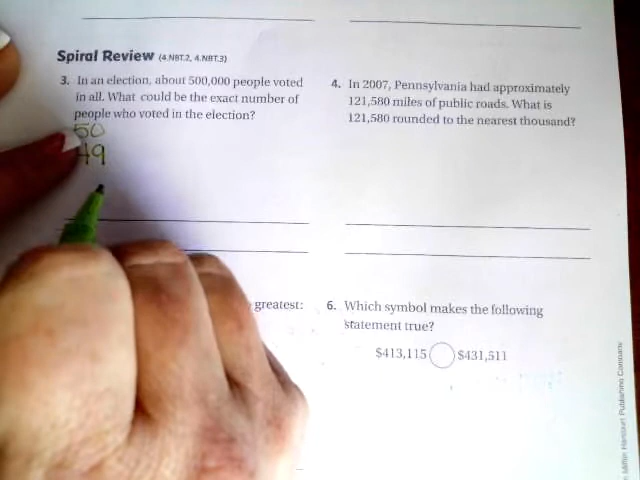 Spiral Review (4.NBT.2, 4.NBT.3)
3. In an election, about 500,000 people voted
in all. What could be the exact number of
people who voted in the election?
50
49
4. In 2007, Pennsylvania had approximately
121,580 miles of public roads. What is
121,580 rounded to the nearest thousand?
greatest:
6. Which symbol makes the following
statement true?
$413,115 $431,511
Harcourt Publishing Company